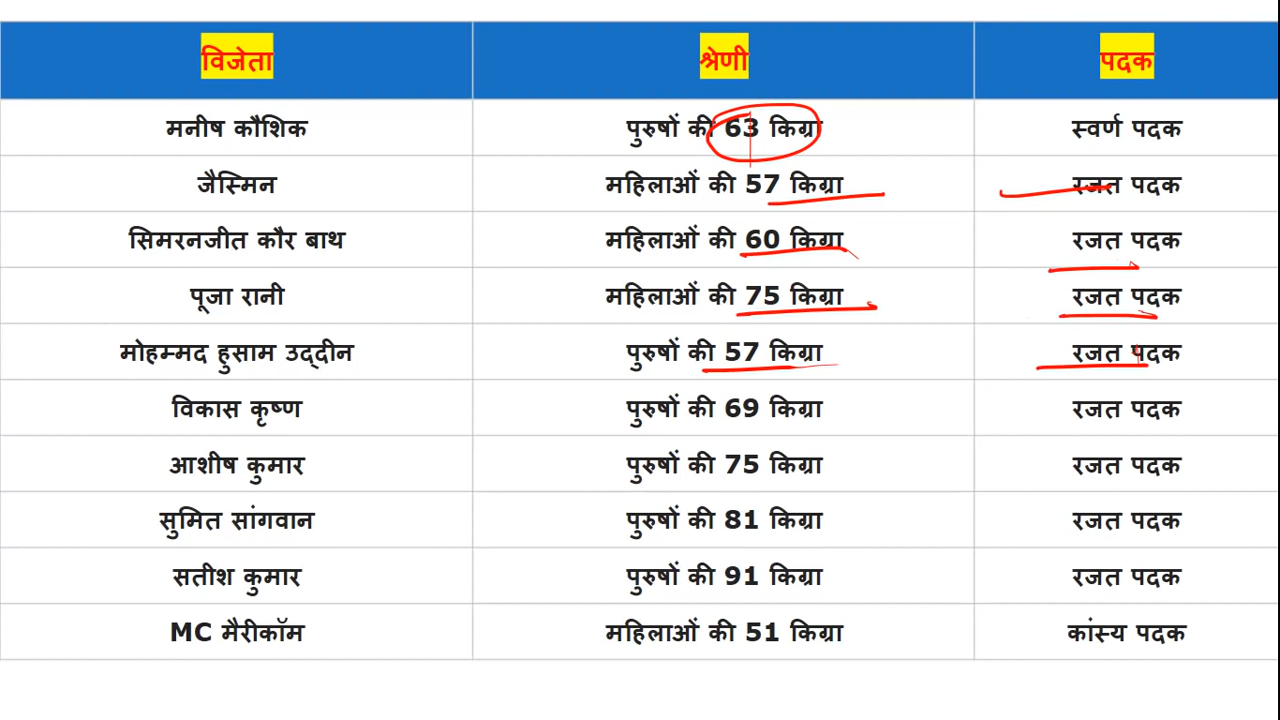 विजेता श्रेणी पदक
मनीष कौशिक पुरुषों की 63 किग्रा स्वर्ण पदक
जैस्मिन महिलाओं की 57 किग्रा रजत पदक
सिमरनजीत कौर बाथ महिलाओं की 60 किग्रा रजत पदक
पूजा रानी महिलाओं की 75 किग्रा रजत पदक
मोहम्मद हुसाम उद्दीन पुरुषों की 57 किग्रा रजत पदक
विकास कृष्ण पुरुषों की 69 किग्रा रजत पदक
आशीष कुमार पुरुषों की 75 किग्रा रजत पदक
सुमित सांगवान पुरुषों की 81 किग्रा रजत पदक
सतीश कुमार पुरुषों की 91 किग्रा रजत पदक
MC मैरीकॉम महिलाओं की 51 किग्रा कांस्य पदक